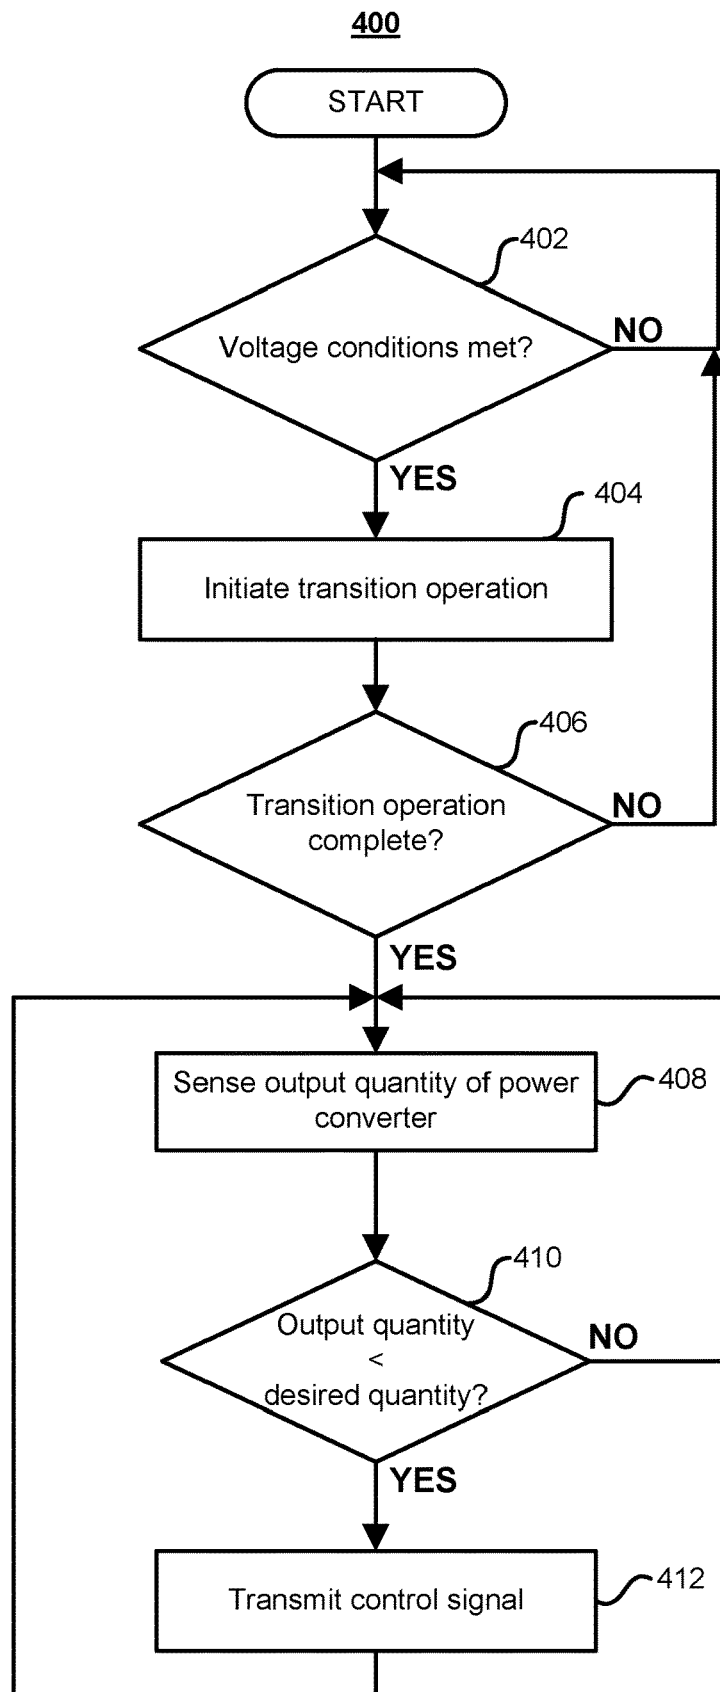 400
START
402
Voltage conditions met?
NO
YES
404
Initiate transition operation
406
Transition operation
complete?
NO
YES
Sense output quantity of power
converter
408
410
Output quantity
<
desired quantity?
NO
YES
Transmit control signal
412